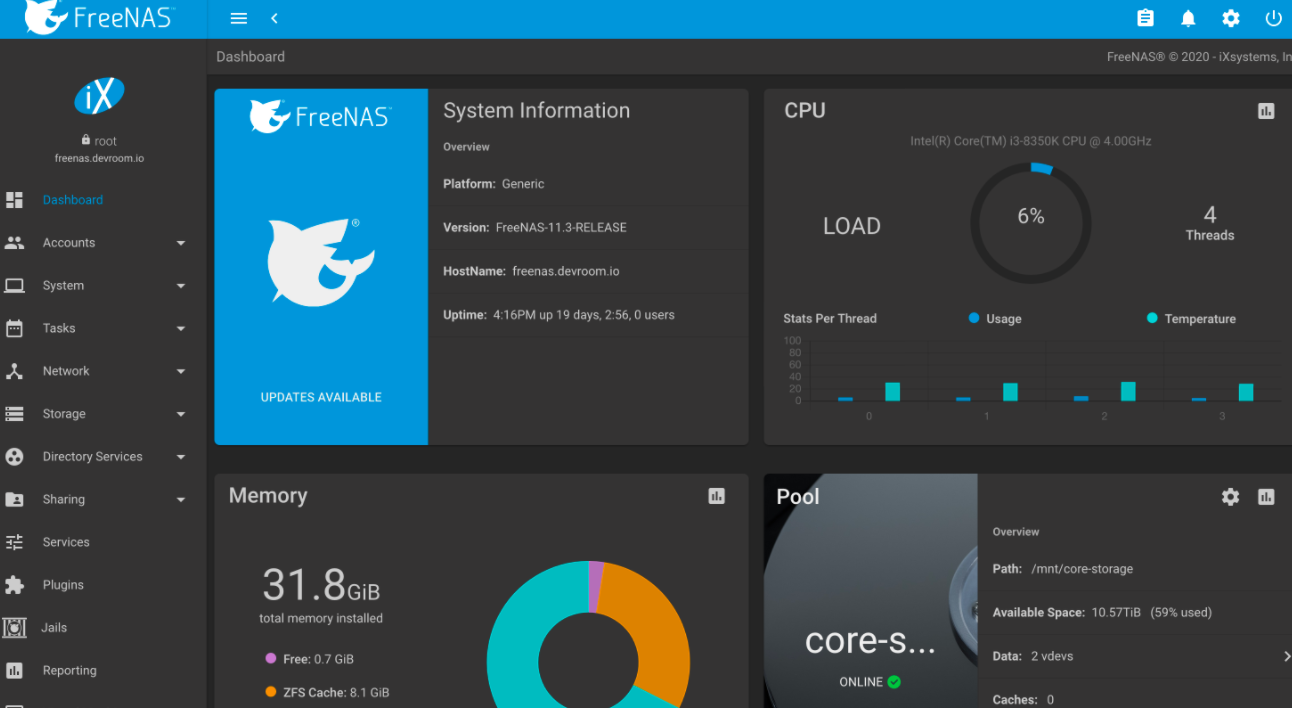 FreeNAS™
Dashboard
FreeNAS® © 2020 - iXsystems, In
iX
root
freenas.devroom.io
Dashboard
Accounts
System
Tasks
Network
Storage
Directory Services
Sharing
Services
Plugins
Jails
Reporting
FreeNAS™
®
UPDATES AVAILABLE
System Information
Overview
Platform: Generic
Version: FreeNAS-11.3-RELEASE
HostName: freenas.devroom.io
Uptime: 4:16PM up 19 days, 2:56, 0 users
CPU
Intel(R) Core(TM) i3-8350K CPU @ 4.00GHz
LOAD
6%
4
Threads
Stats Per Thread
Usage
Temperature
100
80
60
40
20
0
0 1 2 3
Memory
31.8GiB
total memory installed
Free: 0.7 GiB
ZFS Cache: 8.1 GiB
Pool
core-s...
ONLINE
Overview
Path: /mnt/core-storage
Available Space: 10.57TiB (59% used)
Data: 2 vdevs
Caches: 0